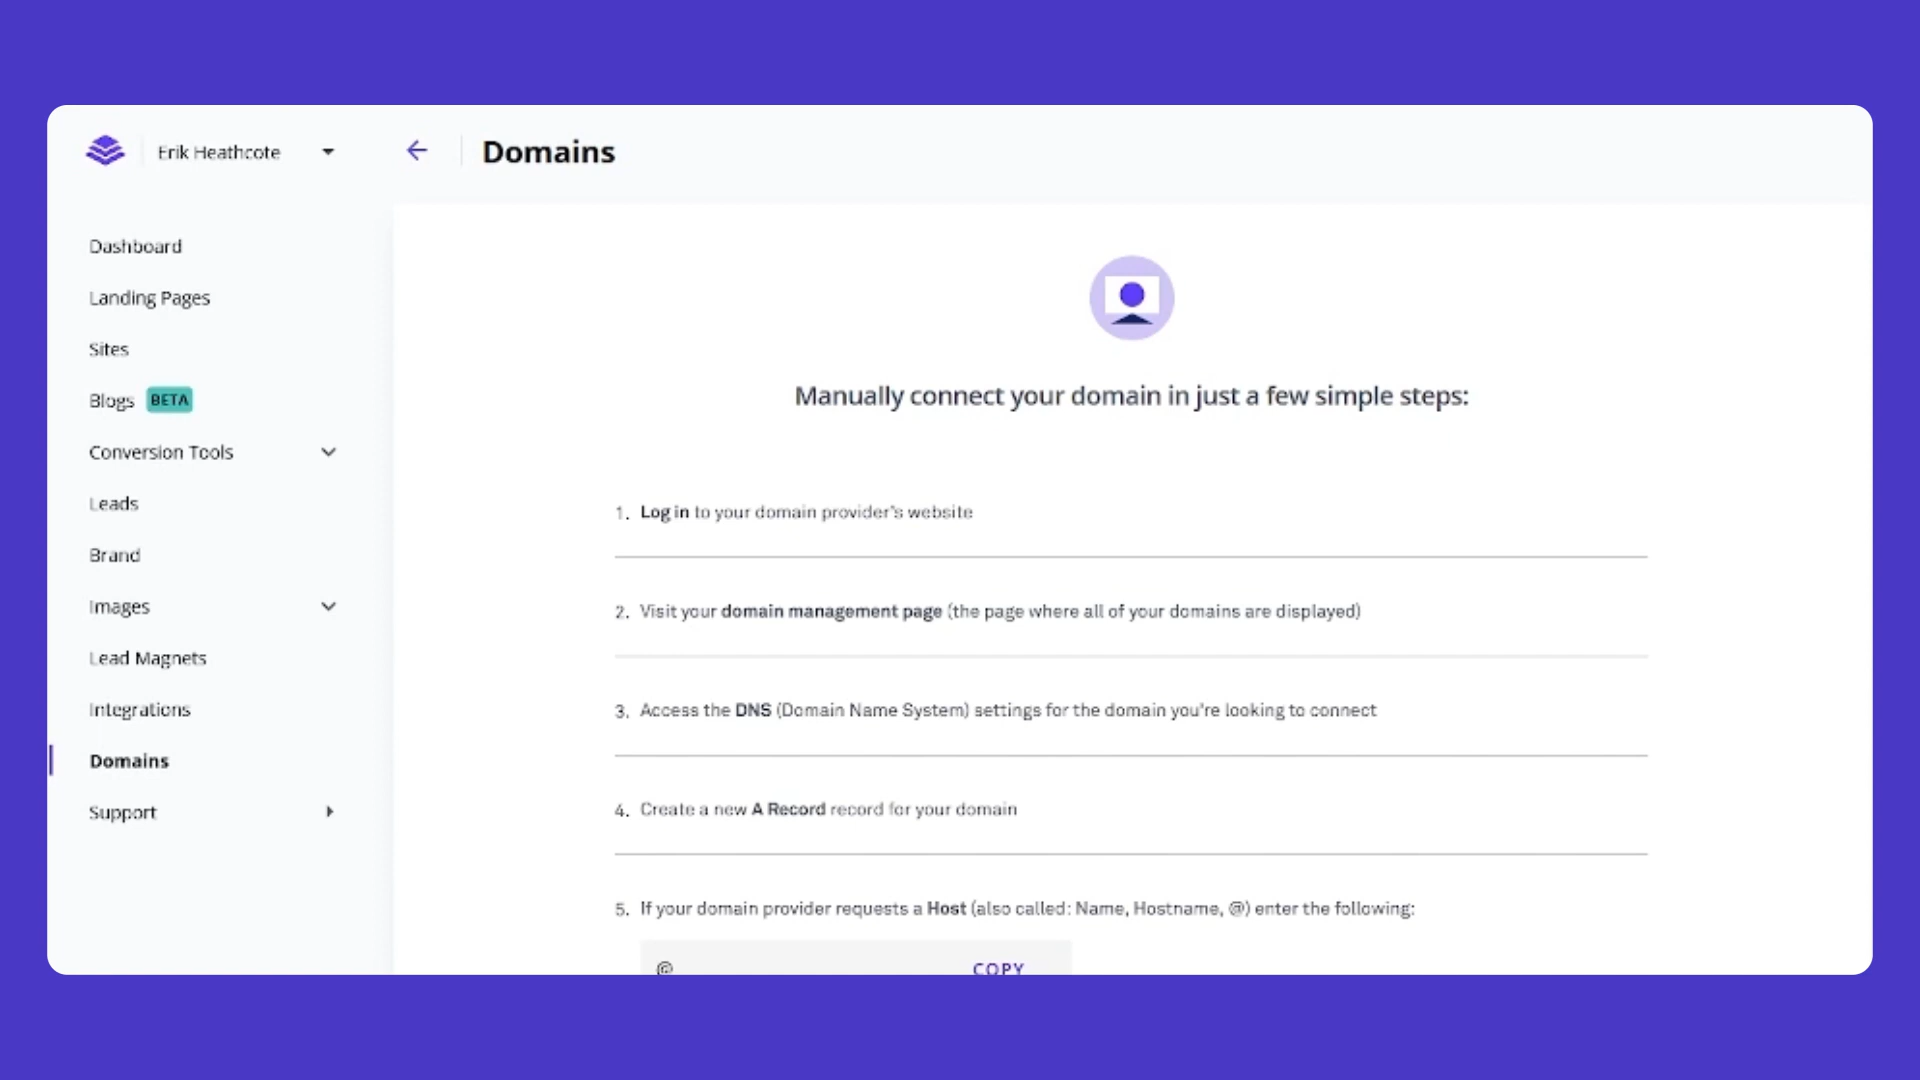 Erik Heathcote
Domains
Dashboard
Landing Pages
Sites
Blogs BETA
Conversion Tools
Leads
Brand
Images
Lead Magnets
Integrations
Domains
Support
Manually connect your domain in just a few simple steps:
1. Log in to your domain provider's website
2. Visit your domain management page (the page where all of your domains are displayed)
3. Access the DNS (Domain Name System) settings for the domain you're looking to connect
4. Create a new A Record record for your domain
5. If your domain provider requests a Host (also called: Name, Hostname, @) enter the following:
@ COPY